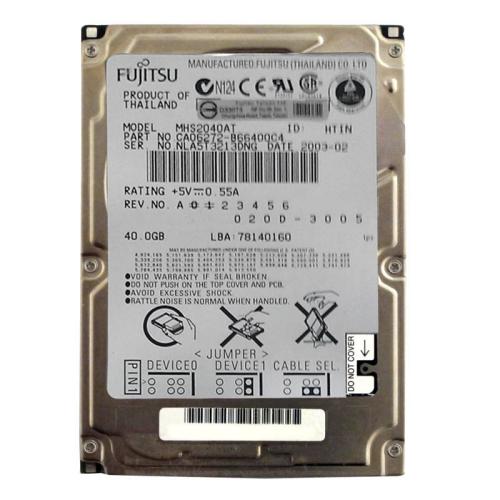 MANUFACTURED FUJITSU (THAILAND) CO. LTD
FUJITSU
N124
PRODUCT OF
THAILAND
MODEL MHS2040AT ID: HTIN
PART NO CA06272-B66400C4
SER. NO. NLA5T3213DNG DATE 2003-02
RATING +5V⎓0.55A
REV.NO. A 0 1 2 3 4 5 6
020D-3005
40.0GB LBA:78140160
●VOID WARRANTY IF SEAL BROKEN.
●DO NOT PUSH ON THE TOP COVER AND PCB.
●AVOID EXCESSIVE SHOCK.
●RATTLE NOISE IS NORMAL WHEN HANDLED.
DO NOT COVER
< JUMPER >
DEVICE0 DEVICE1 CABLE SEL.
PIN1